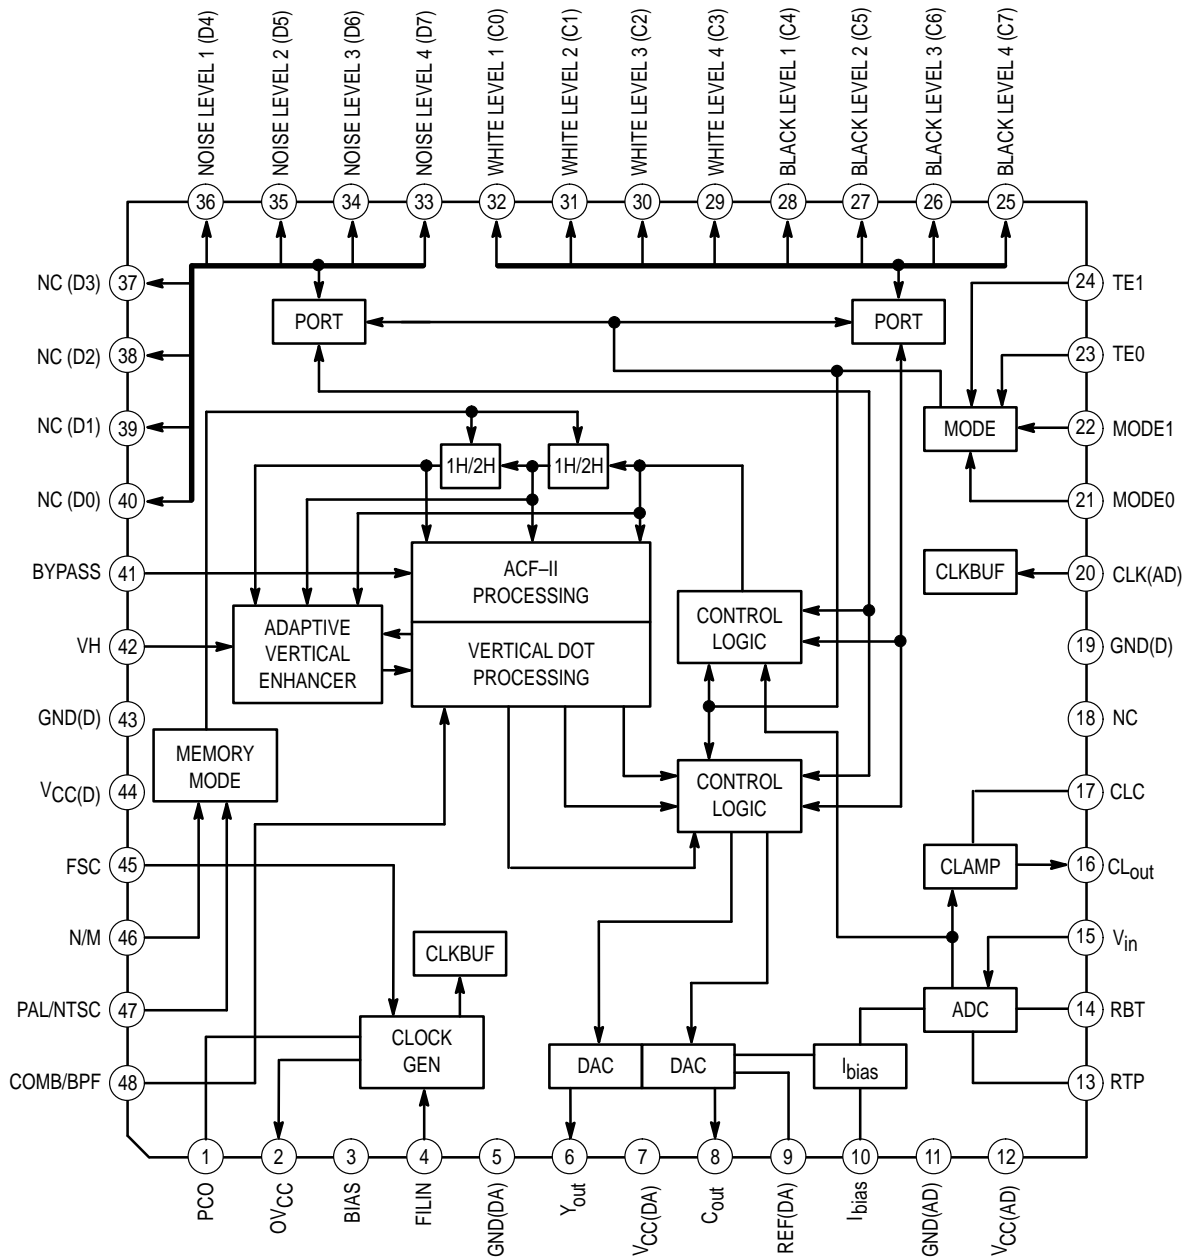 NOISE LEVEL 1 (D4)
NOISE LEVEL 2 (D5)
NOISE LEVEL 3 (D6)
NOISE LEVEL 4 (D7)
WHITE LEVEL 1 (C0)
WHITE LEVEL 2 (C1)
WHITE LEVEL 3 (C2)
WHITE LEVEL 4 (C3)
BLACK LEVEL 1 (C4)
BLACK LEVEL 2 (C5)
BLACK LEVEL 3 (C6)
BLACK LEVEL 4 (C7)
36
35
34
33
32
31
30
29
28
27
26
25
NC (D3)
37
24
TE1
PORT
PORT
NC (D2)
38
23
TE0
NC (D1)
39
MODE
22
MODE1
1H/2H
1H/2H
NC (D0)
40
21
MODE0
BYPASS
41
ACF–II
PROCESSING
CLKBUF
20
CLK(AD)
VH
42
ADAPTIVE
VERTICAL
ENHANCER
VERTICAL DOT
PROCESSING
CONTROL
LOGIC
19
GND(D)
GND(D)
43
18
NC
MEMORY
MODE
VCC(D)
44
CONTROL
LOGIC
17
CLC
FSC
45
CLAMP
16
CLout
N/M
46
CLKBUF
15
Vin
PAL/NTSC
47
CLOCK
GEN
ADC
14
RBT
COMB/BPF
48
DAC
DAC
Ibias
13
RTP
1
2
3
4
5
6
7
8
9
10
11
12
PCO
OVCC
BIAS
FILIN
GND(DA)
Yout
VCC(DA)
Cout
REF(DA)
Ibias
GND(AD)
VCC(AD)